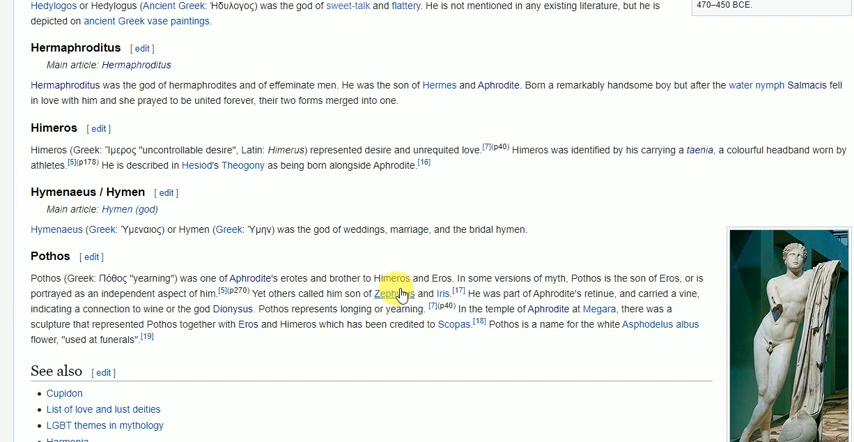 Hedylogos or Hedylogus (Ancient Greek: Ἡδυλογος) was the god of sweet-talk and flattery. He is not mentioned in any existing literature, but he is
depicted on ancient Greek vase paintings.
470–450 BCE.
Hermaphroditus [ edit ]
Main article: Hermaphroditus
Hermaphroditus was the god of hermaphrodites and of effeminate men. He was the son of Hermes and Aphrodite. Born a remarkably handsome boy but after the water nymph Salmacis fell
in love with him and she prayed to be united forever, their two forms merged into one.
Himeros [ edit ]
Himeros (Greek: Ἵμερος "uncontrollable desire", Latin: Himerus) represented desire and unrequited love.[7](p40) Himeros was identified by his carrying a taenia, a colourful headband worn by
athletes.[5](p178) He is described in Hesiod's Theogony as being born alongside Aphrodite.[16]
Hymenaeus / Hymen [ edit ]
Main article: Hymen (god)
Hymenaeus (Greek: Ὑμεναιος) or Hymen (Greek: Ὑμην) was the god of weddings, marriage, and the bridal hymen.
Pothos [ edit ]
Pothos (Greek: Πόθος "yearning") was one of Aphrodite's erotes and brother to Himeros and Eros. In some versions of myth, Pothos is the son of Eros, or is
portrayed as an independent aspect of him.[5](p270) Yet others called him son of and Iris.[17] He was part of Aphrodite's retinue, and carried a vine,
indicating a connection to wine or the god Dionysus. Pothos represents longing or yearning. [7](p40) In the temple of Aphrodite at Megara, there was a
sculpture that represented Pothos together with Eros and Himeros which has been credited to Scopas.[18] Pothos is a name for the white Asphodelus albus
flower, "used at funerals".[19]
See also [ edit ]
• Cupidon
• List of love and lust deities
• LGBT themes in mythology
• Harmonia